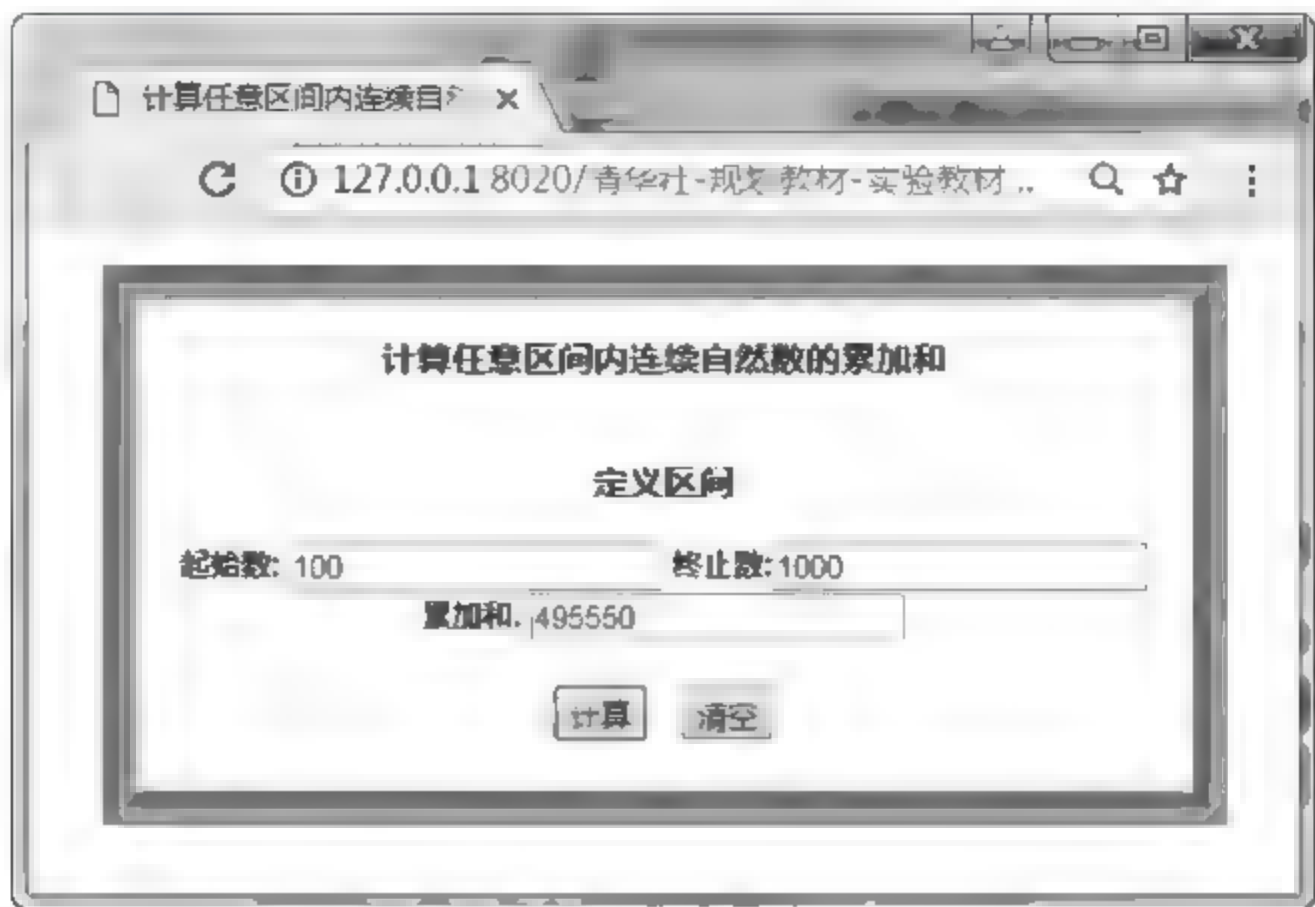 计算任意区间内连续自
127.0.0.1 8020/青华社-规划教材-实验教材..
计算任意区间内连续自然数的累加和
定义区间
起始数: 100 终止数: 1000
累加和. 495550
计算 清空